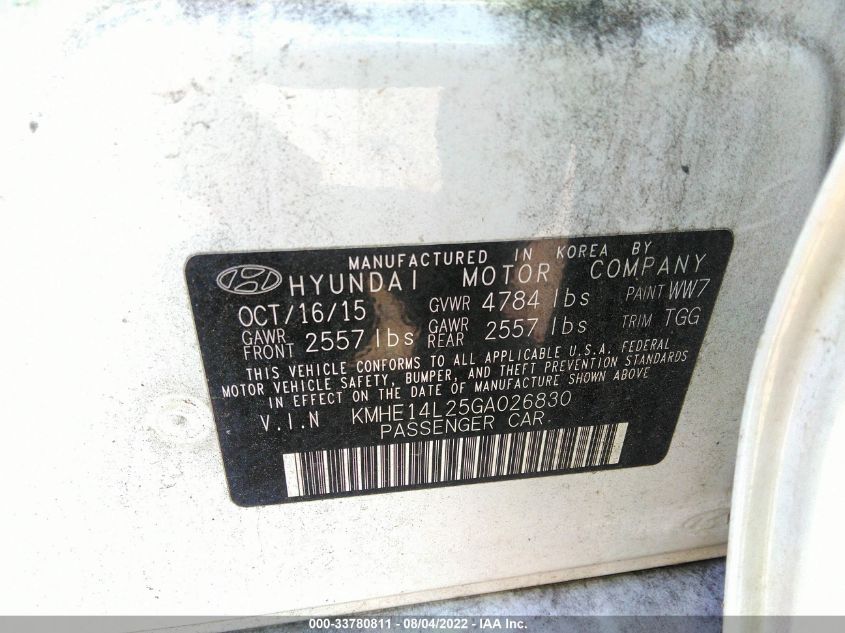 MANUFACTURED IN KOREA BY
HYUNDAI MOTOR COMPANY
OCT/16/15 GVWR 4784 lbs PAINT WW7
GAWR FRONT 2557 lbs GAWR REAR 2557 lbs TRIM TGG
THIS VEHICLE CONFORMS TO ALL APPLICABLE U.S.A. FEDERAL
MOTOR VEHICLE SAFETY, BUMPER, AND THEFT PREVENTION STANDARDS
IN EFFECT ON THE DATE OF MANUFACTURE SHOWN ABOVE
V.I.N KMHE14L25GA026830
PASSENGER CAR
000-33780811 - 08/04/2022 - IAA Inc.